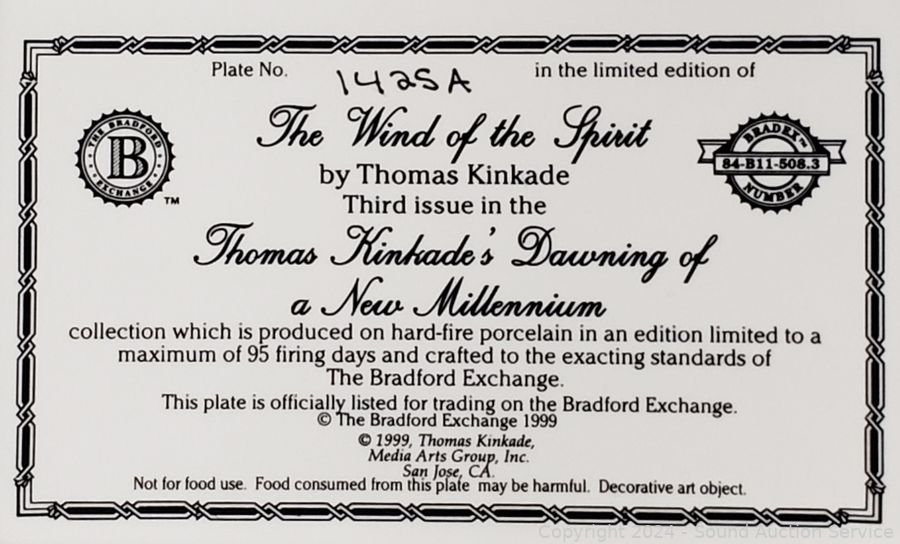 Plate No. 1425A in the limited edition of
The Wind of the Spirit
by Thomas Kinkade
Third issue in the
Thomas Kinkade's Dawning of
a New Millennium
collection which is produced on hard-fire porcelain in an edition limited to a
maximum of 95 firing days and crafted to the exacting standards of
The Bradford Exchange.
This plate is officially listed for trading on the Bradford Exchange.
© The Bradford Exchange 1999
© 1999, Thomas Kinkade,
Media Arts Group, Inc.
San Jose, CA.
Not for food use. Food consumed from this plate may be harmful. Decorative art object.
THE BRADFORD
B
EXCHANGE
TM
BRADEX™
84-B11-508.3
NUMBER
Copyright 2024 - Sound Auction Service